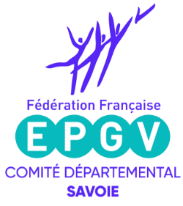 Fédération Française
EPGV
COMITÉ DÉPARTEMENTAL
SAVOIE